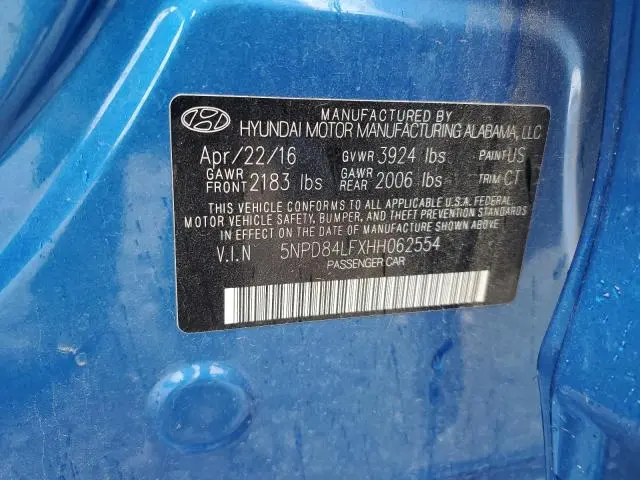 MANUFACTURED BY
HYUNDAI MOTOR MANUFACTURING ALABAMA, LLC
Apr/22/16 GVWR 3924 lbs PAINT US
GAWR FRONT 2183 lbs GAWR REAR 2006 lbs TRIM CT
THIS VEHICLE CONFORMS TO ALL APPLICABLE U.S.A. FEDERAL
MOTOR VEHICLE SAFETY, BUMPER, AND THEFT PREVENTION STANDARDS
IN EFFECT ON THE DATE OF MANUFACTURE SHOWN ABOVE
V.I.N 5NPD84LFXHH062554
PASSENGER CAR